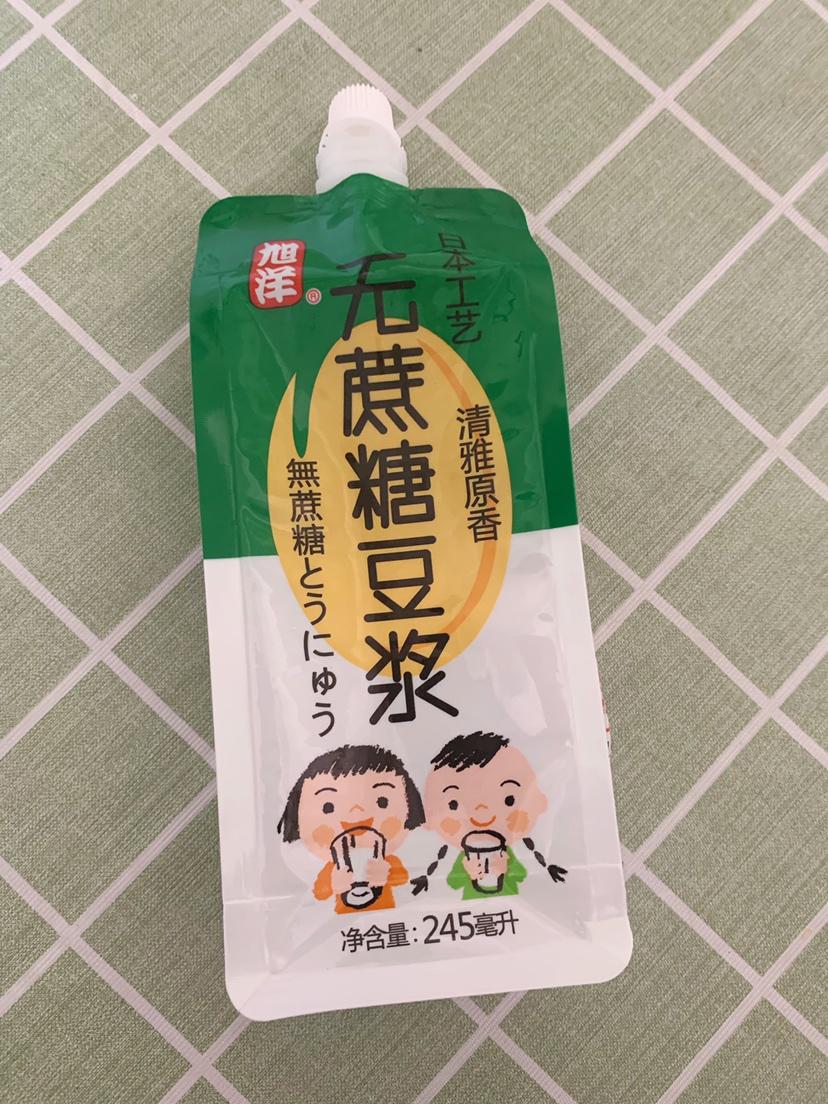 旭洋®
日本工艺
无蔗糖豆浆
清雅原香
無蔗糖とうにゅう
净含量:245毫升